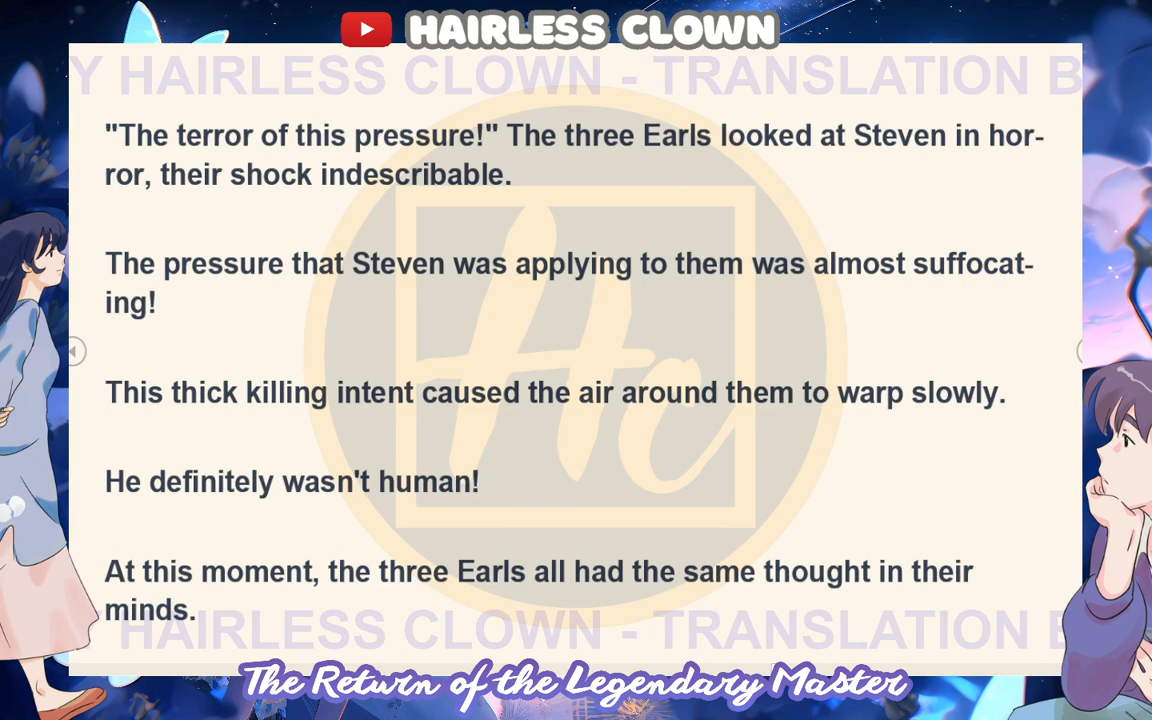 HAIRLESS CLOWN
Y HAIRLESS CLOWN - TRANSLATION B
"The terror of this pressure!" The three Earls looked at Steven in hor-
ror, their shock indescribable.
The pressure that Steven was applying to them was almost suffocat-
ing!
This thick killing intent caused the air around them to warp slowly.
He definitely wasn't human!
At this moment, the three Earls all had the same thought in their
minds.
Y HAIRLESS CLOWN - TRANSLATION B
Hc
The Return of the Legendary Master